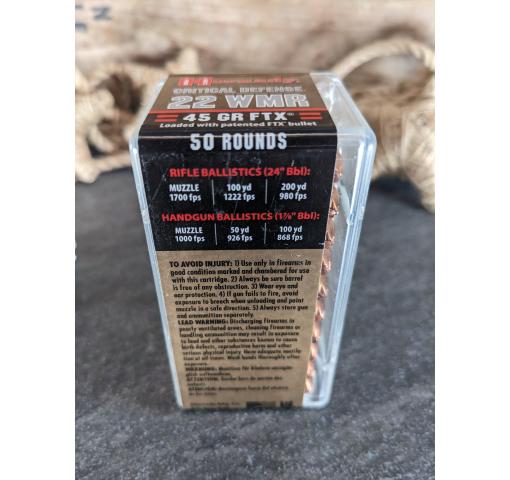 HORNADY
CRITICAL DEFENSE
22 WMR
45 GR FTX®
Loaded with patented FTX® bullet
50 ROUNDS
RIFLE BALLISTICS (24" Bbl):
MUZZLE 100 yd 200 yd
1700 fps 1222 fps 980 fps
HANDGUN BALLISTICS (1⅞" Bbl):
MUZZLE 50 yd 100 yd
1000 fps 926 fps 868 fps
TO AVOID INJURY: 1) Use only in firearms in
good condition marked and chambered for use
with this cartridge. 2) Always be sure barrel
is free of any obstruction. 3) Wear eye and
ear protection. 4) If gun fails to fire, avoid
exposure to breech when unloading and point
muzzle in a safe direction. 5) Always store gun
and ammunition separately.
LEAD WARNING: Discharging firearms in
poorly ventilated areas, cleaning firearms or
handling ammunition may result in exposure
to lead and other substances known to cause
birth defects, reproductive harm and other
serious physical injury. Have adequate ventila-
tion at all times. Wash hands thoroughly after
exposure.
WARNUNG:
ATTENTION: